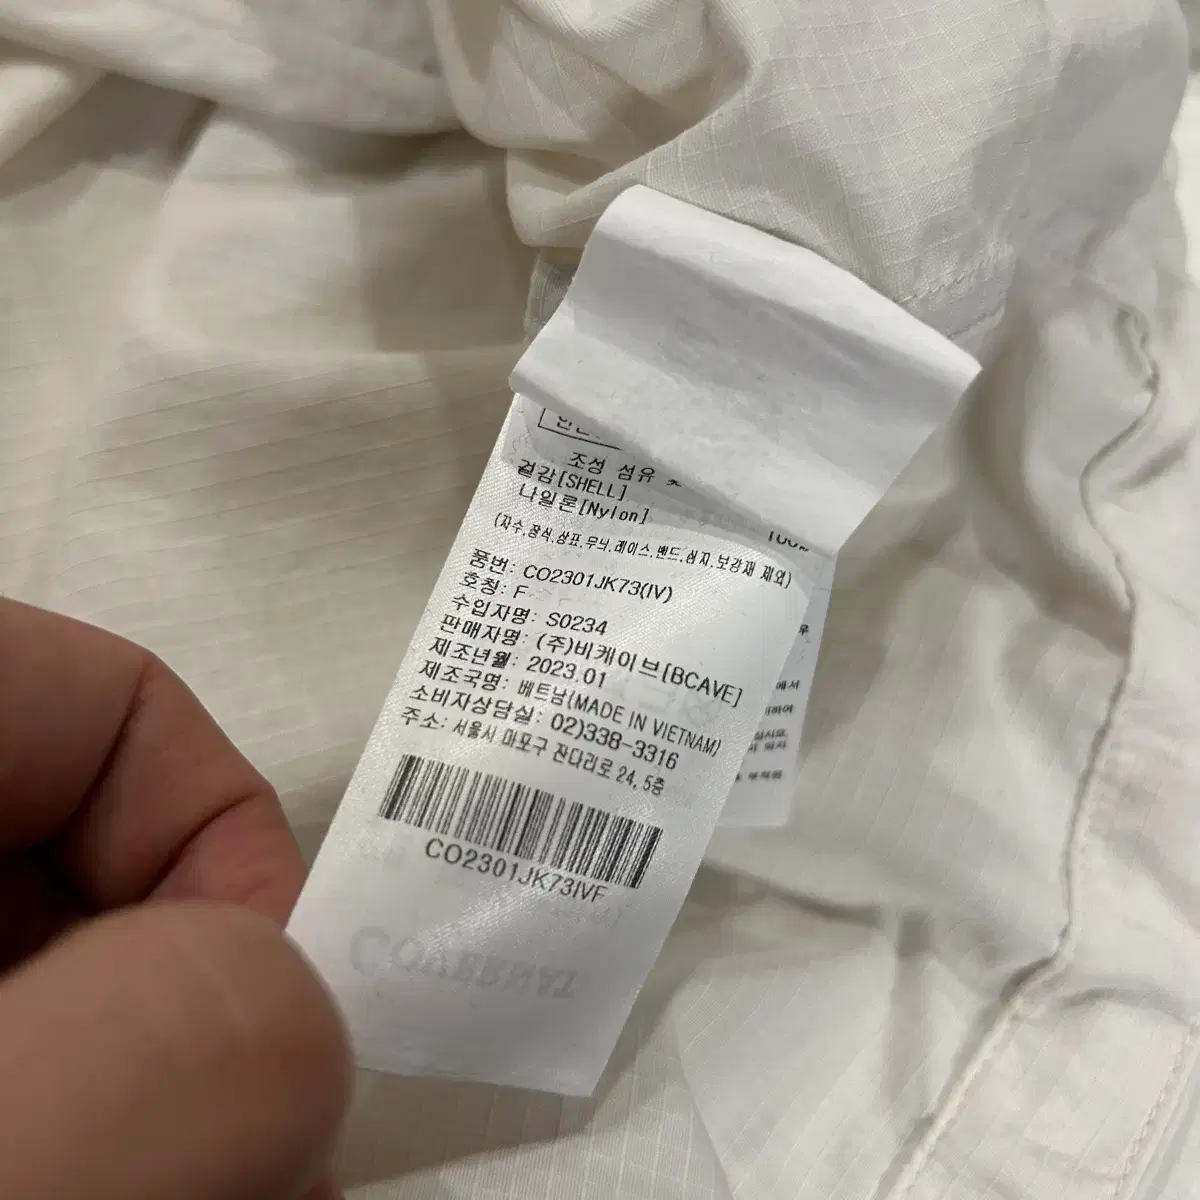 조성 섬유
겉감[SHELL]
나일론[Nylon] 100%
(자수,장식,상표,무늬,레이스,밴드,심지,보강재 제외)
품번: CO2301JK73(IV)
호칭: F
수입자명: S0234
판매자명: (주)비케이브[BCAVE]
제조년월: 2023.01
제조국명: 베트남(MADE IN VIETNAM)
소비자상담실: 02)338-3316
주소: 서울시 마포구 잔다리로 24, 5층
CO2301JK73IVF
COVERNAT